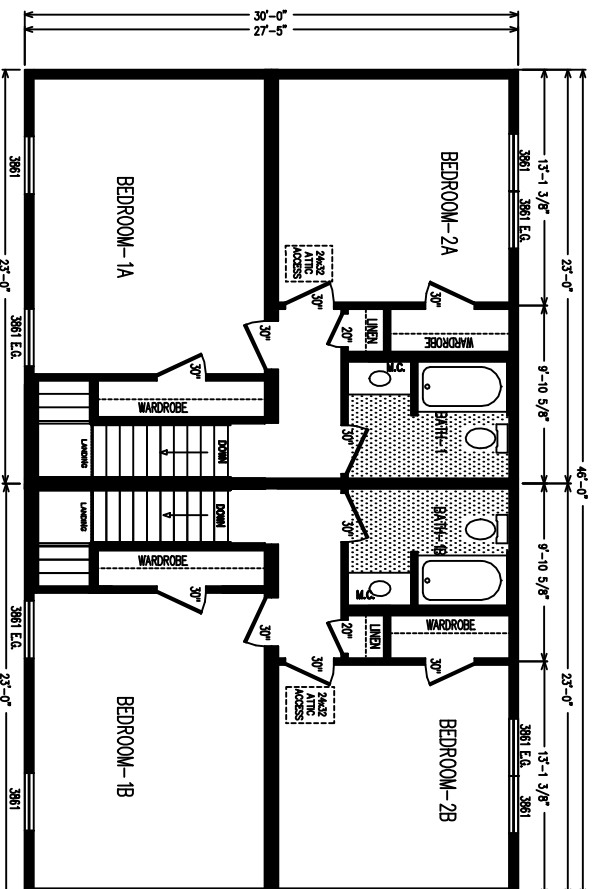 30'-0"
27'-5"
46'-0"
23'-0"
23'-0"
13'-1 3/8"
9'-10 5/8"
9'-10 5/8"
13'-1 3/8"
23'-0"
23'-0"
3861
3861 E.G.
3861
3861 E.G.
BEDROOM-1A
BEDROOM-2A
24x32
ATTIC
ACCESS
30"
30"
20"
LINEN
WARDROBE
30"
30"
WARDROBE
M.C.
BATH-1
30"
LANDING
DOWN
LANDING
DOWN
30"
BATH-1B
M.C.
WARDROBE
30"
30"
20"
LINEN
WARDROBE
30"
30"
24x32
ATTIC
ACCESS
BEDROOM-1B
BEDROOM-2B
3861 E.G.
3861
3861 E.G.
3861